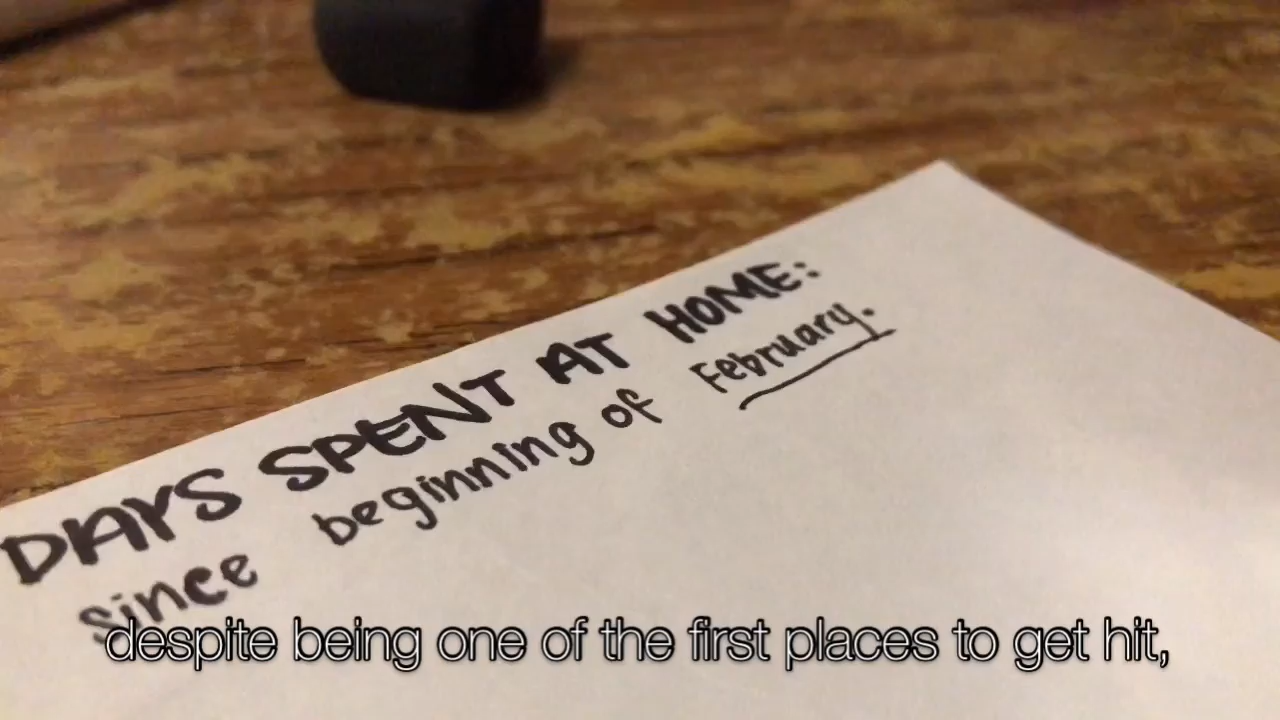 DAYS SPENT AT HOME:
since beginning of February.
despite being one of the first places to get hit,